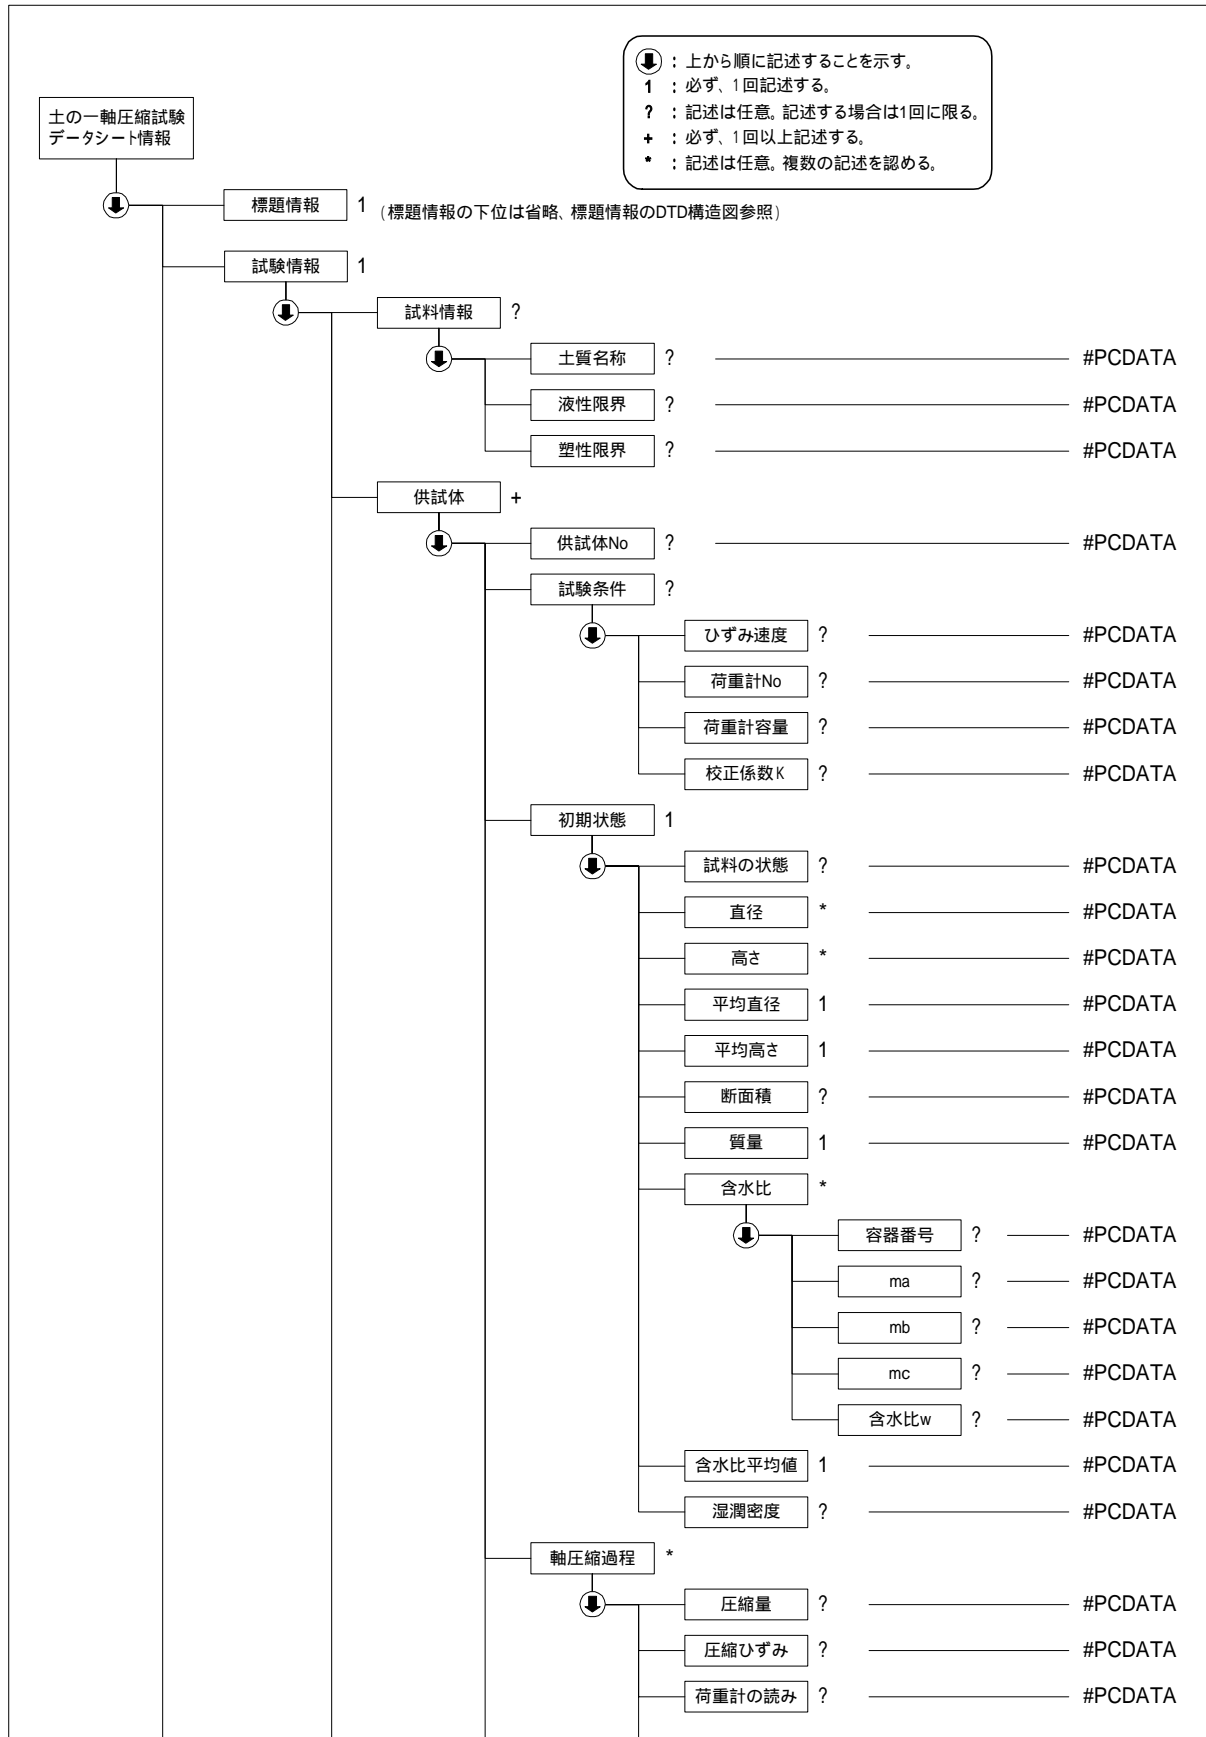 ：上から順に記述することを示す。
1 ：必ず、1回記述する。
? ：記述は任意。記述する場合は1回に限る。
+ ：必ず、1回以上記述する。
* ：記述は任意。複数の記述を認める。
土の一軸圧縮試験
データシート情報
標題情報 1 (標題情報の下位は省略、標題情報のDTD構造図参照)
試験情報 1
試料情報 ?
土質名称 ? #PCDATA
液性限界 ? #PCDATA
塑性限界 ? #PCDATA
供試体 +
供試体No ? #PCDATA
試験条件 ?
ひずみ速度 ? #PCDATA
荷重計No ? #PCDATA
荷重計容量 ? #PCDATA
校正係数K ? #PCDATA
初期状態 1
試料の状態 ? #PCDATA
直径 * #PCDATA
高さ * #PCDATA
平均直径 1 #PCDATA
平均高さ 1 #PCDATA
断面積 ? #PCDATA
質量 1 #PCDATA
含水比 *
容器番号 ? #PCDATA
ma ? #PCDATA
mb ? #PCDATA
mc ? #PCDATA
含水比w ? #PCDATA
含水比平均値 1 #PCDATA
湿潤密度 ? #PCDATA
軸圧縮過程 *
圧縮量 ? #PCDATA
圧縮ひずみ ? #PCDATA
荷重計の読み ? #PCDATA